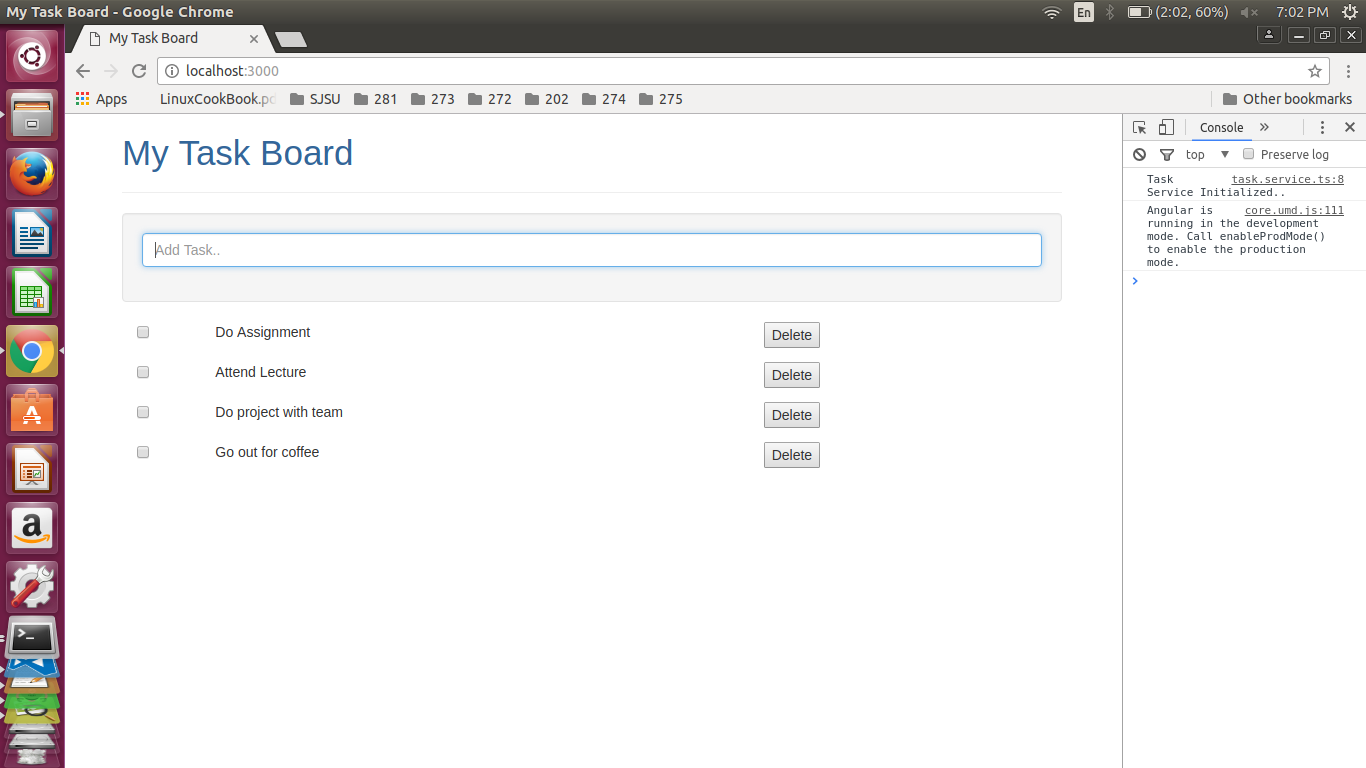 My Task Board - Google Chrome
En
(2:02, 60%)
7:02 PM
My Task Board
localhost:3000
Apps
LinuxCookBook.pd
SJSU
281
273
272
202
274
275
Other bookmarks
My Task Board
Add Task..
Do Assignment
Delete
Attend Lecture
Delete
Do project with team
Delete
Go out for coffee
Delete
Console
top
Preserve log
Task task.service.ts:8
Service Initialized..
Angular is core.umd.js:111
running in the development
mode. Call enableProdMode()
to enable the production
mode.